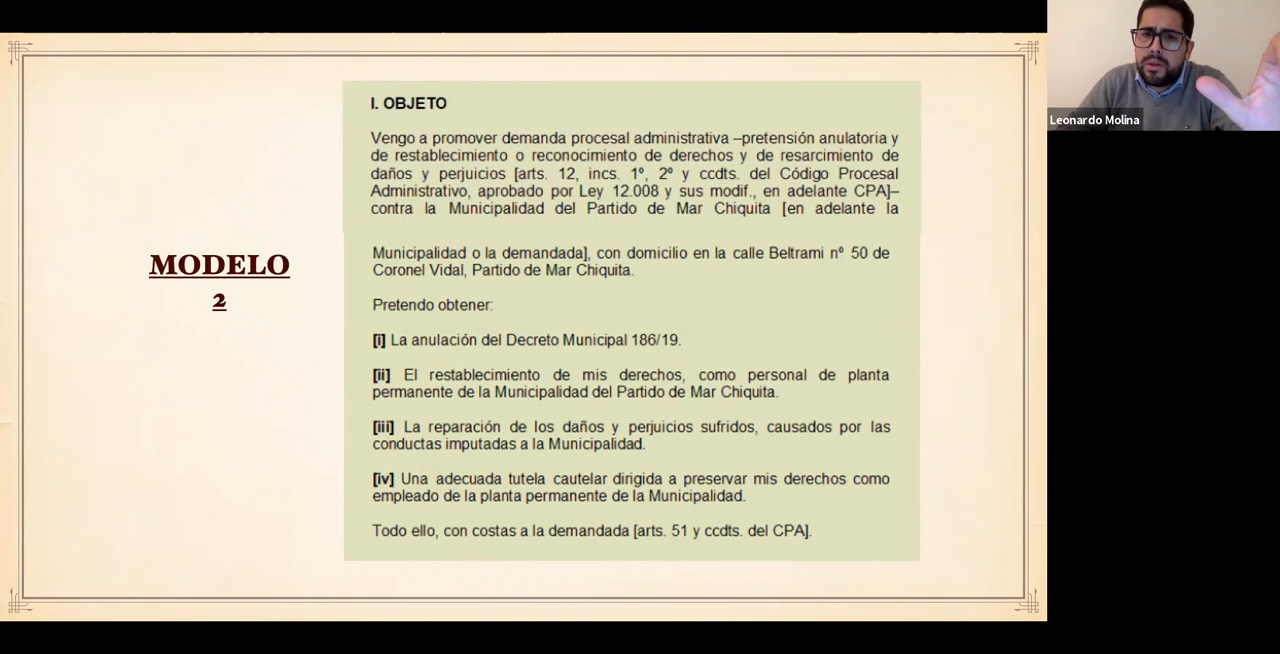 MODELO
2
I. OBJETO
Vengo a promover demanda procesal administrativa –pretensión anulatoria y
de restablecimiento o reconocimiento de derechos y de resarcimiento de
daños y perjuicios [arts. 12, incs. 1º, 2º y ccdts. del Código Procesal
Administrativo, aprobado por Ley 12.008 y sus modif., en adelante CPA]–
contra la Municipalidad del Partido de Mar Chiquita [en adelante la
Municipalidad o la demandada], con domicilio en la calle Beltrami nº 50 de
Coronel Vidal, Partido de Mar Chiquita.
Pretendo obtener:
[i] La anulación del Decreto Municipal 186/19.
[ii] El restablecimiento de mis derechos, como personal de planta
permanente de la Municipalidad del Partido de Mar Chiquita.
[iii] La reparación de los daños y perjuicios sufridos, causados por las
conductas imputadas a la Municipalidad.
[iv] Una adecuada tutela cautelar dirigida a preservar mis derechos como
empleado de la planta permanente de la Municipalidad.
Todo ello, con costas a la demandada [arts. 51 y ccdts. del CPA].
Leonardo Molina